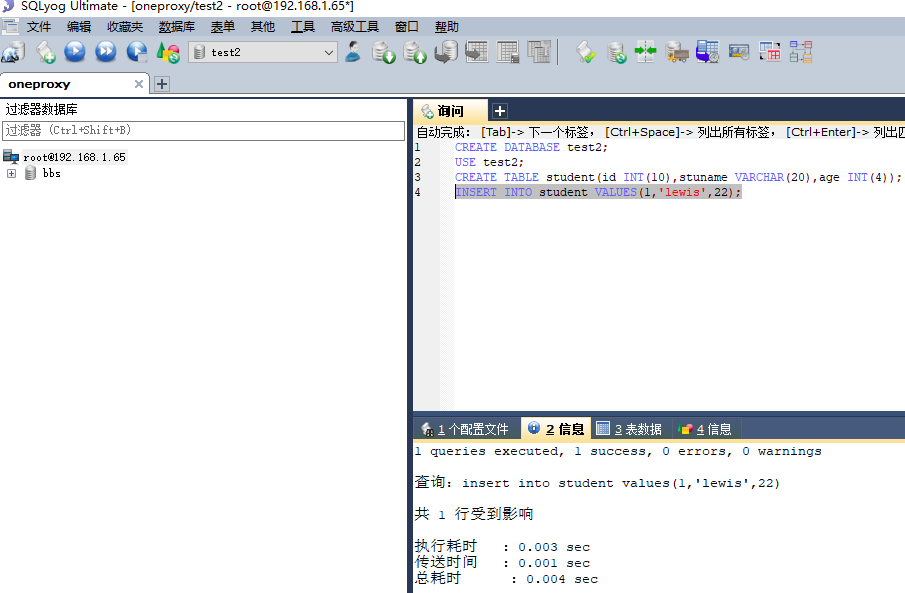 SQLyog Ultimate - [oneproxy/test2 - root@192.168.1.65*]
文件 编辑 收藏夹 数据库 表单 其他 工具 高级工具 窗口 帮助
test2
oneproxy
过滤器数据库
过滤器 (Ctrl+Shift+B)
root@192.168.1.65
bbs
询问
自动完成: [Tab]-> 下一个标签, [Ctrl+Space]-> 列出所有标签, [Ctrl+Enter]-> 列出匹
1 CREATE DATABASE test2;
2 USE test2;
3 CREATE TABLE student(id INT(10),stuname VARCHAR(20),age INT(4));
4 INSERT INTO student VALUES(1,'lewis',22);
1 个配置文件 2 信息 3 表数据 4 信息
1 queries executed, 1 success, 0 errors, 0 warnings
查询: insert into student values(1,'lewis',22)
共 1 行受到影响
执行耗时 : 0.003 sec
传送时间 : 0.001 sec
总耗时 : 0.004 sec